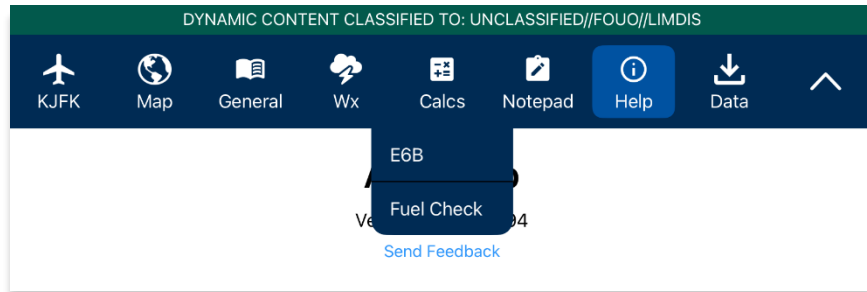 DYNAMIC CONTENT CLASSIFIED TO: UNCLASSIFIED//FOUO//LIMDIS
KJFK Map General Wx Calcs Notepad Help Data
E6B
Fuel Check
Send Feedback